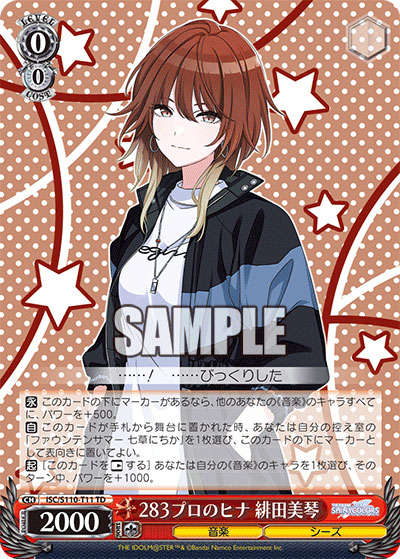 LEVEL
0
0
COST
SAMPLE
……! ……びっくりした
永 このカードの下にマーカーがあるなら、他のあなたの《音楽》のキャラすべてに、パワーを+500。
自 このカードが手札から舞台に置かれた時、あなたは自分の控え室の「ファウンテンサマー 七草にちか」を1枚選び、このカードの下にマーカーとして表向きに置いてよい。
起 [このカードを する] あなたは自分の《音楽》のキャラを1枚選び、そのターン中、パワーを+1000。
CH ISC/S110-T11 TD
2000
283プロのヒナ 緋田美琴
SHINYCOLORS
音楽 シーズ
THE IDOLM@STER™&©Bandai Namco Entertainment Inc.